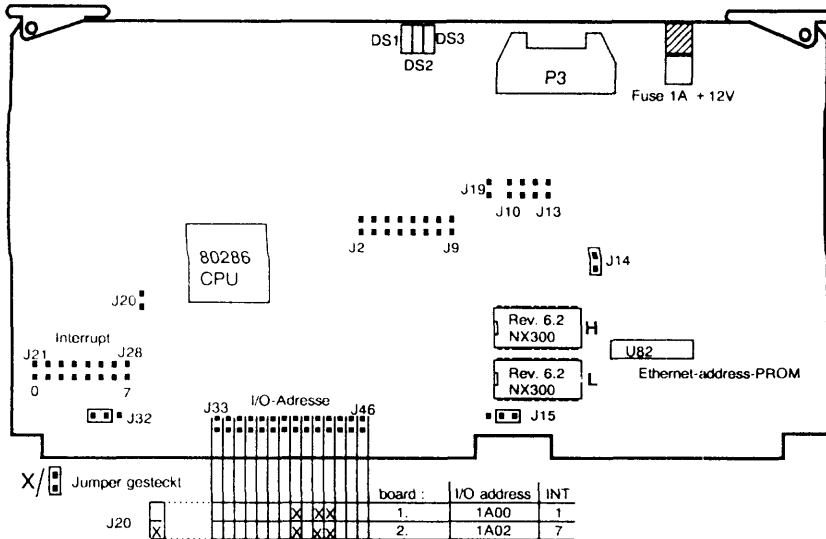 DS1 DS3
DS2
P3
Fuse 1A + 12V
J19
J10 J13
J2 J9
80286
CPU
J14
J20
Interrupt
J21 J28
0 7
J32
Rev. 6.2
NX300
H
Rev. 6.2
NX300
L
U82
Ethernet-address-PROM
J15
I/O-Adresse
J33 J46
X/ Jumper gesteckt
board : I/O address INT
J20
X X X 1. 1A00 1
X X X X 2. 1A02 7